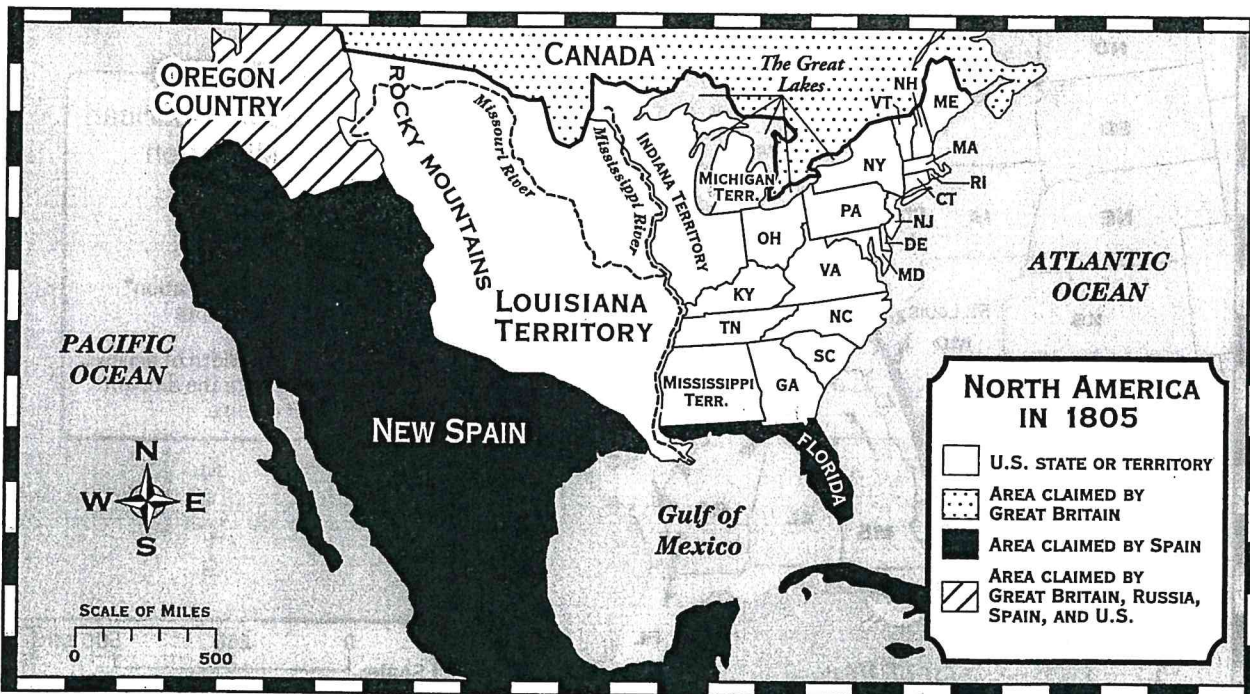 CANADA
The Great
Lakes
NH
VT
ME
OREGON
COUNTRY
ROCKY MOUNTAINS
Missouri River
Mississippi River
INDIANA TERRITORY
MICHIGAN
TERR.
NY
MA
RI
CT
PA
NJ
OH
DE
MD
VA
KY
ATLANTIC
OCEAN
LOUISIANA
TERRITORY
TN
NC
SC
PACIFIC
OCEAN
MISSISSIPPI
TERR.
GA
NEW SPAIN
FLORIDA
Gulf of
Mexico
N
W E
S
SCALE OF MILES
0 500
NORTH AMERICA
IN 1805
U.S. STATE OR TERRITORY
AREA CLAIMED BY
GREAT BRITAIN
AREA CLAIMED BY SPAIN
AREA CLAIMED BY
GREAT BRITAIN, RUSSIA,
SPAIN, AND U.S.